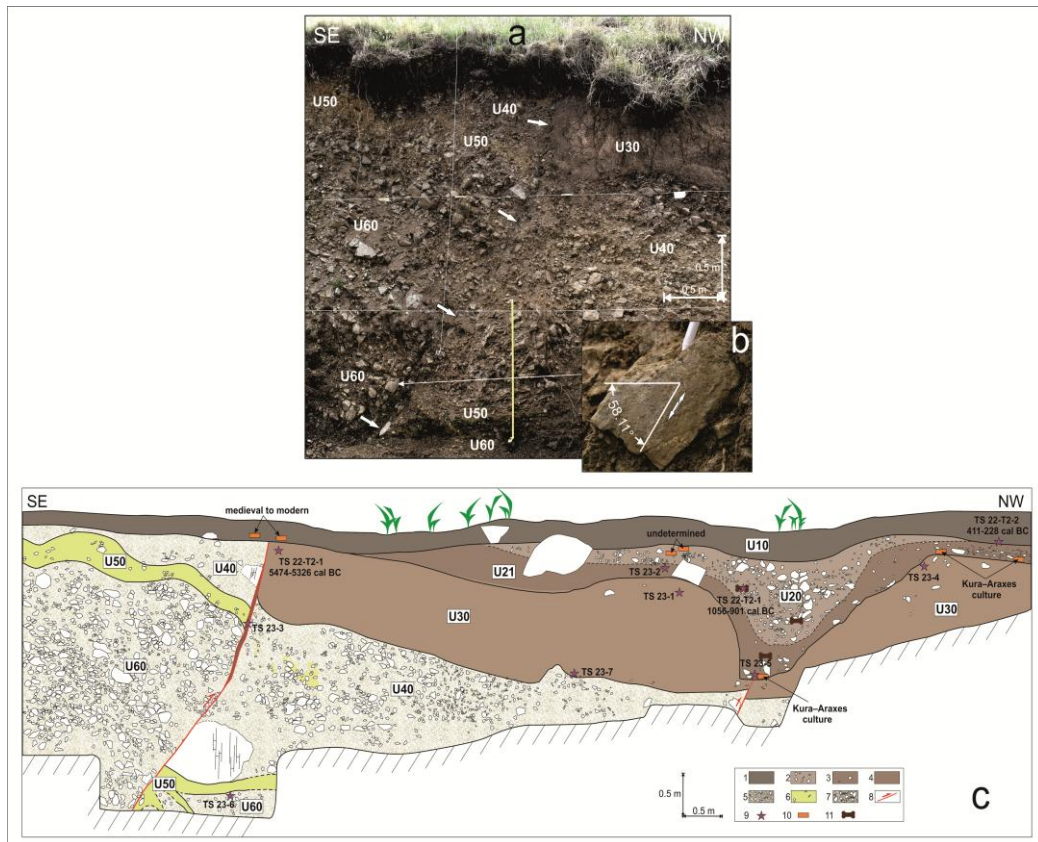 SE
a
NW
U50
U40
U50
U30
U60
U40
0.5 m
0.5 m
U60
b
58.11°
U50
U60
SE
NW
medieval to modern
TS 22-T2-2
411-228 cal BC
undetermined
U10
U50
U40
TS 22-T2-1
5474-5326 cal BC
U21
TS 23-2
TS 23-4
Kura–Araxes
culture
TS 23-1
TS 22-T2-1
1056-901 cal BC
U20
U30
U30
TS 23-3
U60
TS 23-5
TS 23-7
U40
Kura–Araxes
culture
U50
TS 23-6
U60
0.5 m
0.5 m
1 2 3 4
5 6 7 8
9 10 11
c